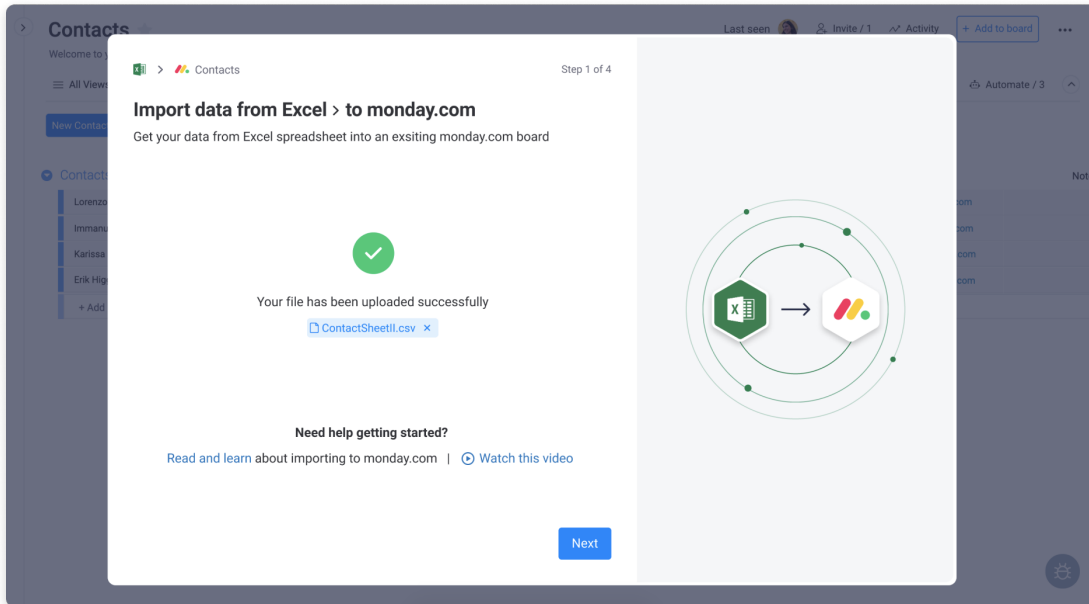 Contacts
Last seen
Invite / 1
Activity
+ Add to board
Welcome to
All Views
Automate / 3
New Contac
Contacts
Not
Lorenzo
Immanu
Karissa
Erik Hig
+ Add
com
com
com
com
Contacts
Step 1 of 4
Import data from Excel > to monday.com
Get your data from Excel spreadsheet into an exsiting monday.com board
Your file has been uploaded successfully
ContactSheetII.csv ×
Need help getting started?
Read and learn about importing to monday.com | Watch this video
Next